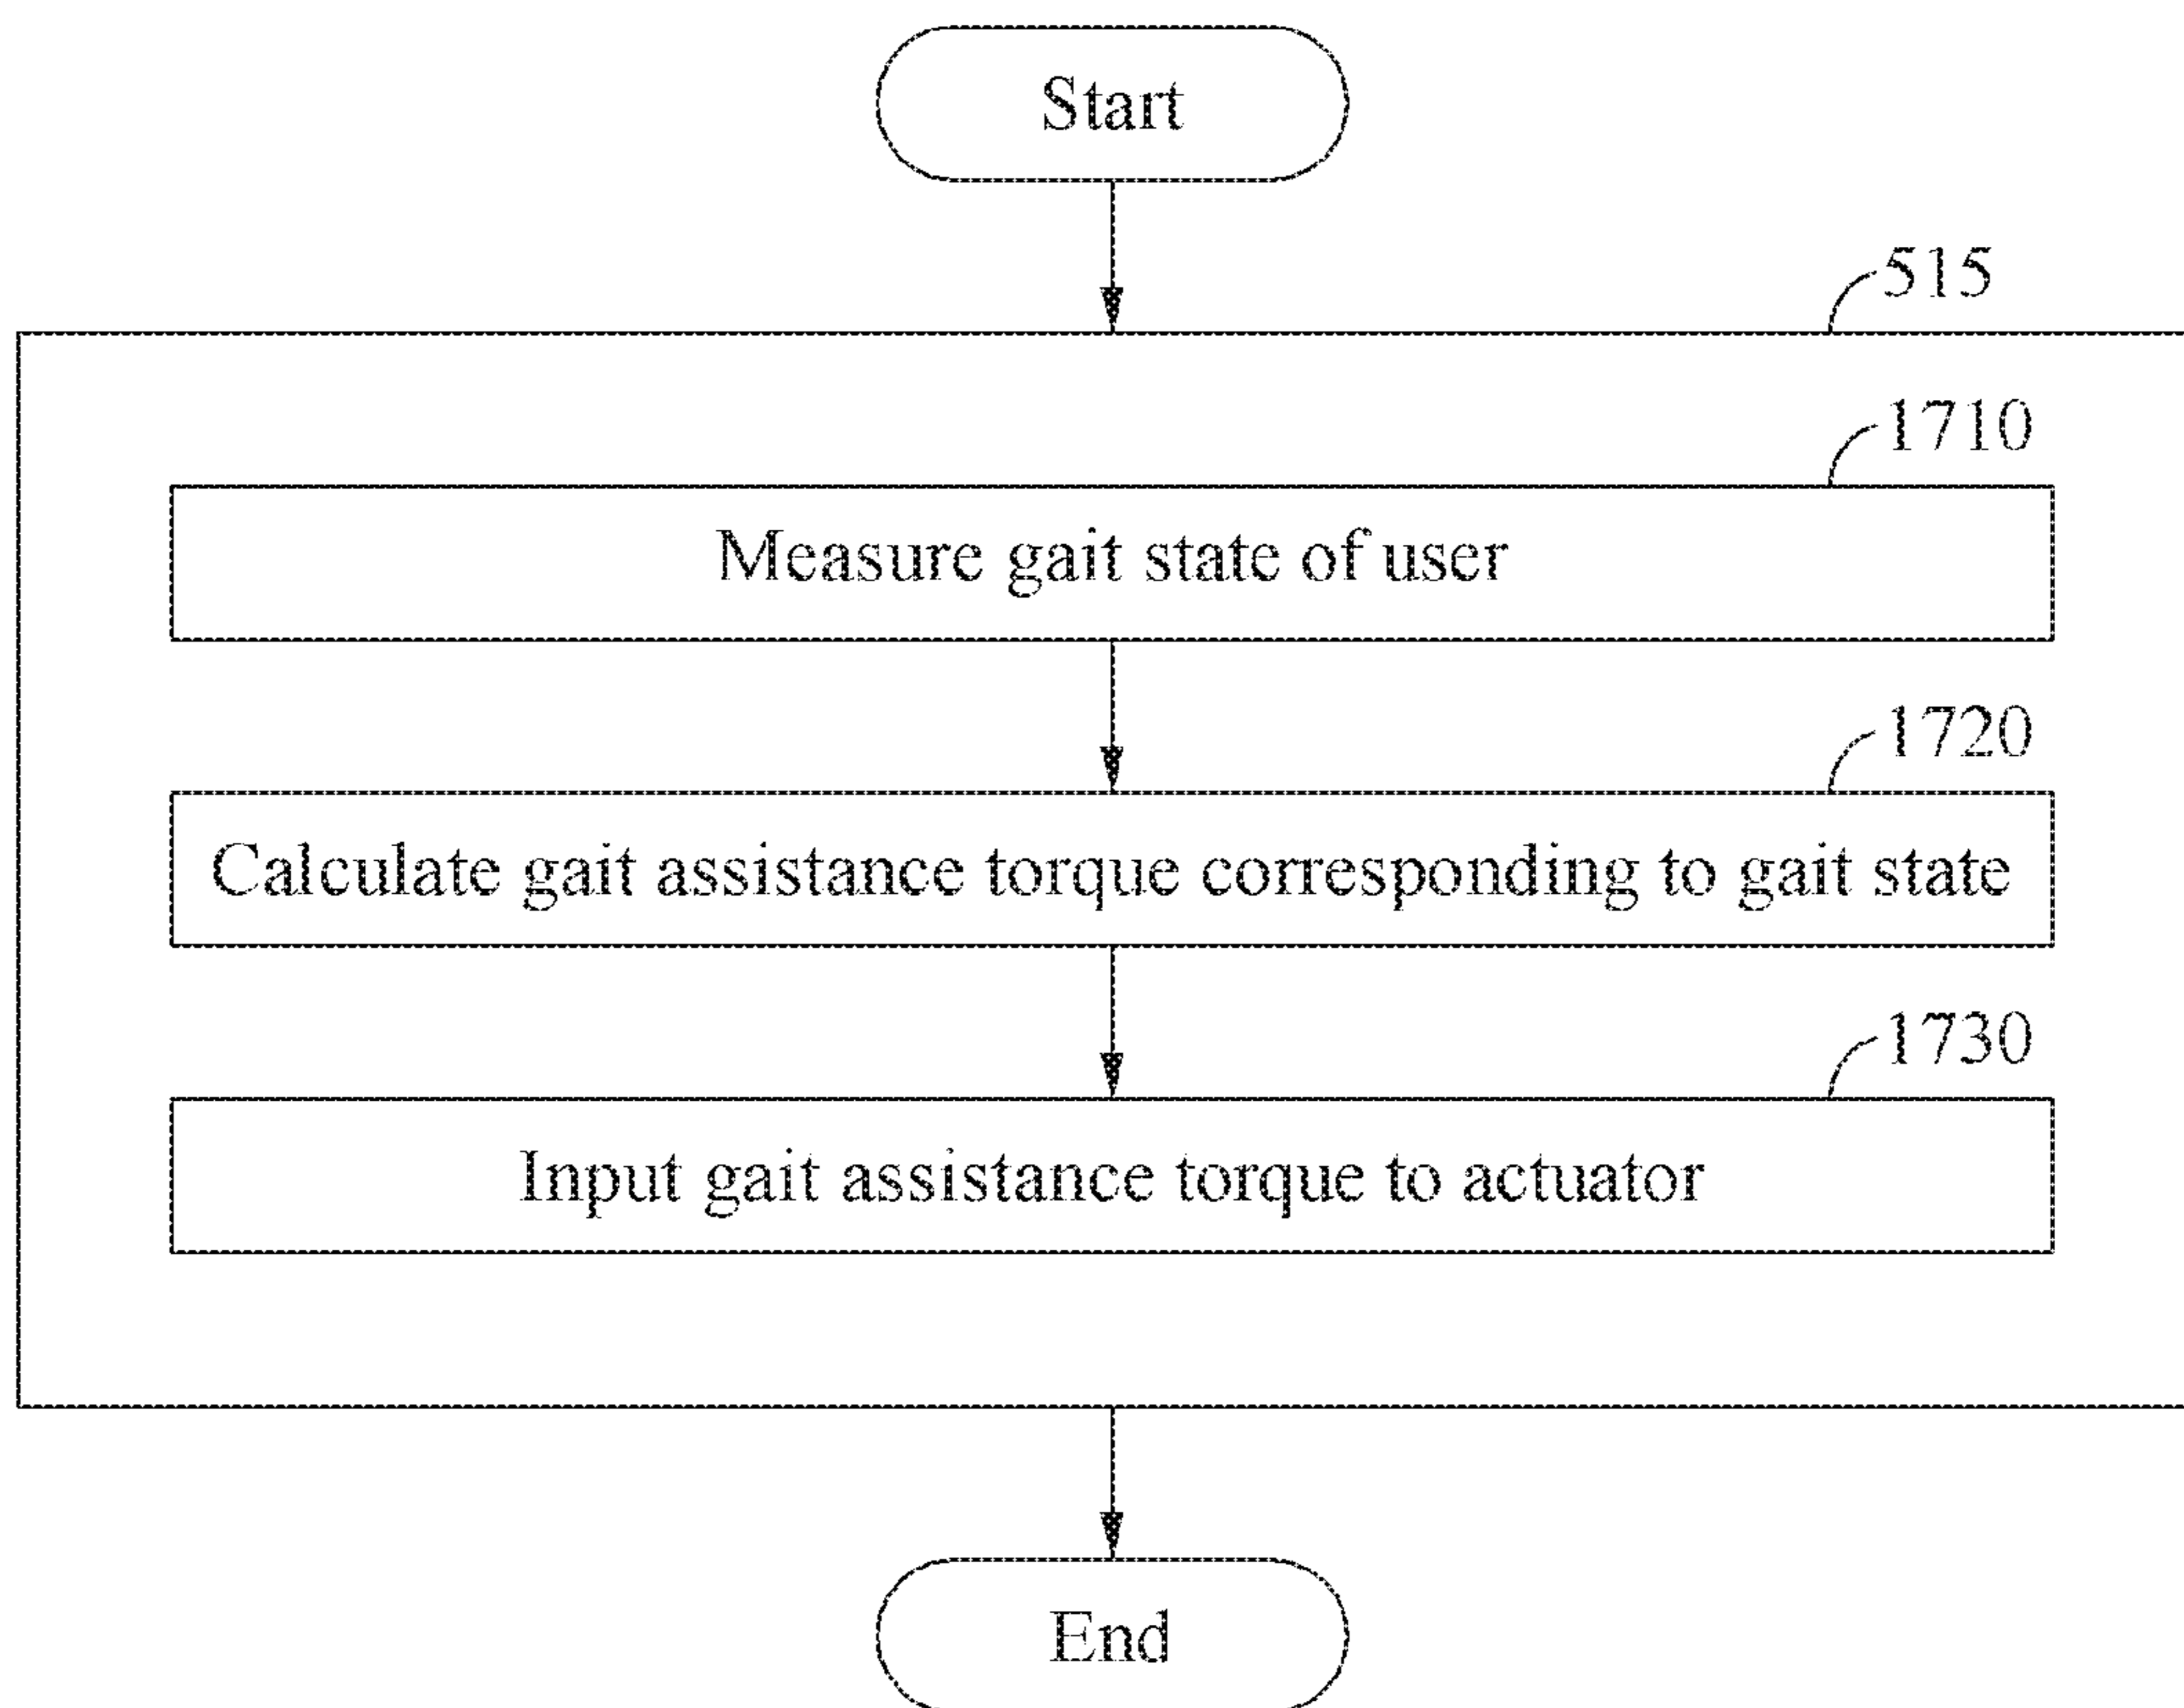 Start
515
1710
Measure gait state of user
1720
Calculate gait assistance torque corresponding to gait state
1730
Input gait assistance torque to actuator
End